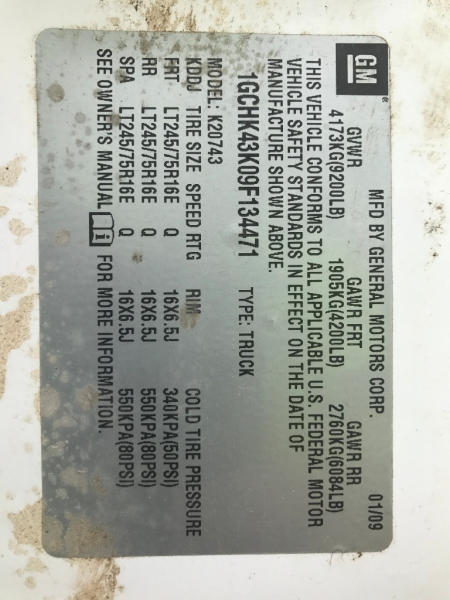 GM ® MFD BY GENERAL MOTORS CORP. 01/09
GVWR GAWR FRT GAWR RR
4173KG(9200LB) 1905KG(4200LB) 2760KG(6084LB)
THIS VEHICLE CONFORMS TO ALL APPLICABLE U.S. FEDERAL MOTOR
VEHICLE SAFETY STANDARDS IN EFFECT ON THE DATE OF
MANUFACTURE SHOWN ABOVE.
1GCHK43K09F134471 TYPE: TRUCK
MODEL: K20743
KDDJ TIRE SIZE SPEED RTG RIM COLD TIRE PRESSURE
FRT LT245/75R16E Q 16X6.5J 340KPA(50PSI)
RR LT245/75R16E Q 16X6.5J 550KPA(80PSI)
SPA LT245/75R16E Q 16X6.5J 550KPA(80PSI)
SEE OWNER'S MANUAL i FOR MORE INFORMATION.